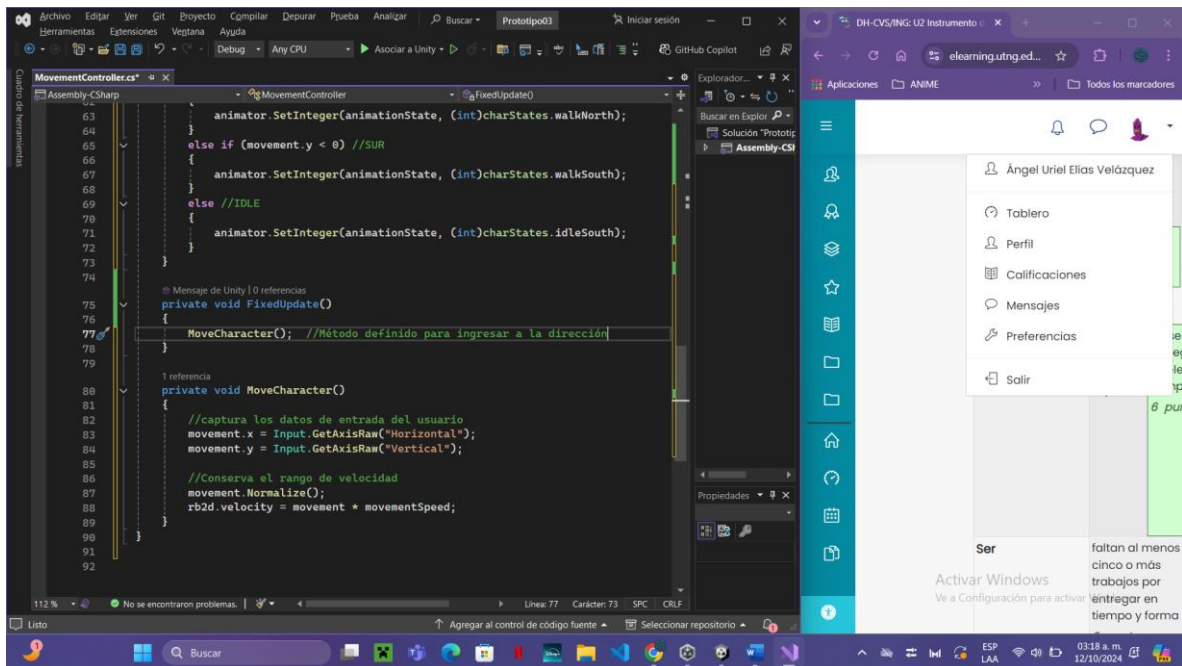 Archivo Editar Ver Git Proyecto Compilar Depurar Prueba Analizar Buscar Prototipo03 Iniciar sesión
Herramientas Extensiones Ventana Ayuda
Debug Any CPU Asociar a Unity GitHub Copilot
Cuadro de herramientas
MovementController.cs*
Assembly-CSharp MovementController FixedUpdate()
63 animator.SetInteger(animationState, (int)charStates.walkNorth);
64 }
65 else if (movement.y < 0) //SUR
66 {
67 animator.SetInteger(animationState, (int)charStates.walkSouth);
68 }
69 else //IDLE
70 {
71 animator.SetInteger(animationState, (int)charStates.idleSouth);
72 }
73 }
74
Mensaje de Unity | 0 referencias
75 private void FixedUpdate()
76 {
77 MoveCharacter(); //Método definido para ingresar a la dirección
78 }
79
1 referencia
80 private void MoveCharacter()
81 {
82 //captura los datos de entrada del usuario
83 movement.x = Input.GetAxisRaw("Horizontal");
84 movement.y = Input.GetAxisRaw("Vertical");
85
86 //Conserva el rango de velocidad
87 movement.Normalize();
88 rb2d.velocity = movement * movementSpeed;
89 }
90 }
91
92
112 % No se encontraron problemas. Línea: 77 Carácter: 73 SPC CRLF
Listo Agregar al control de código fuente Seleccionar repositorio
Explorador...
Buscar en Explor
Solución "Prototip
Assembly-CSh
Propiedades
DH-CVS/ING: U2 Instrumento d
elearning.utng.ed...
Aplicaciones ANIME Todos los marcadores
Ángel Uriel Elías Velázquez
Tablero
Perfil
Calificaciones
Mensajes
Preferencias
Salir
6 pun
Ser
faltan al menos
cinco o más
trabajos por
entregar en
tiempo y forma
Activar Windows
Ve a Configuración para activar
Buscar
ESP
LAA
03:18 a. m.
12/10/2024